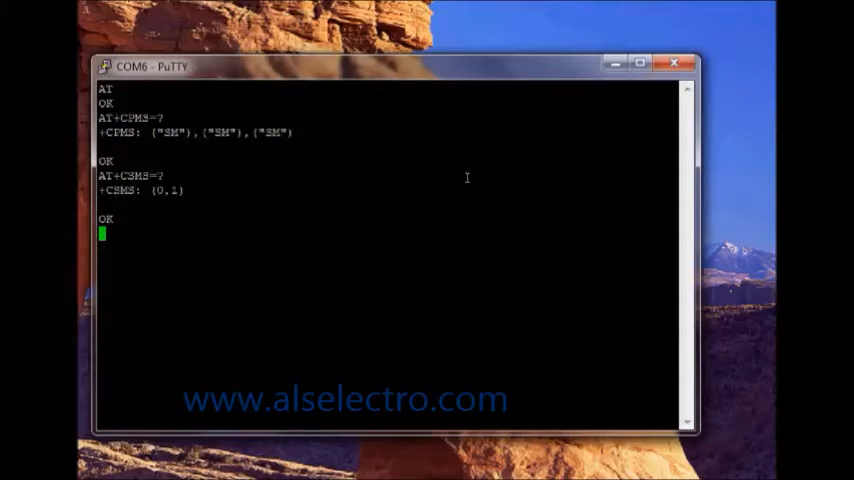 COM6 - PuTTY
AT
OK
AT+CPMS=?
+CPMS: ("SM"),("SM"),("SM")
OK
AT+CSMS=?
+CSMS: (0,1)
OK
www.alselectro.com